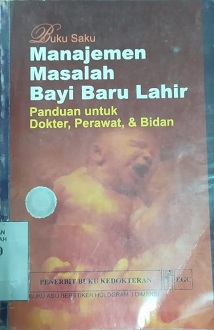 Buku Saku
Manajemen
Masalah
Bayi Baru Lahir
Panduan untuk
Dokter, Perawat, & Bidan
PENERBIT BUKU KEDOKTERAN EGC